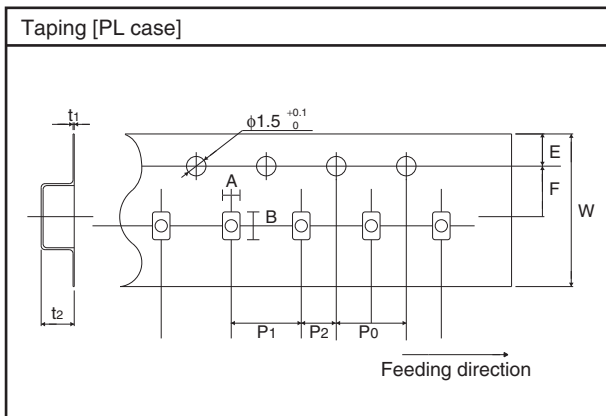 Taping [PL case]
t1
ϕ1.5 +0.1 0
E
A
F
B
W
t2
P1 P2 P0
Feeding direction